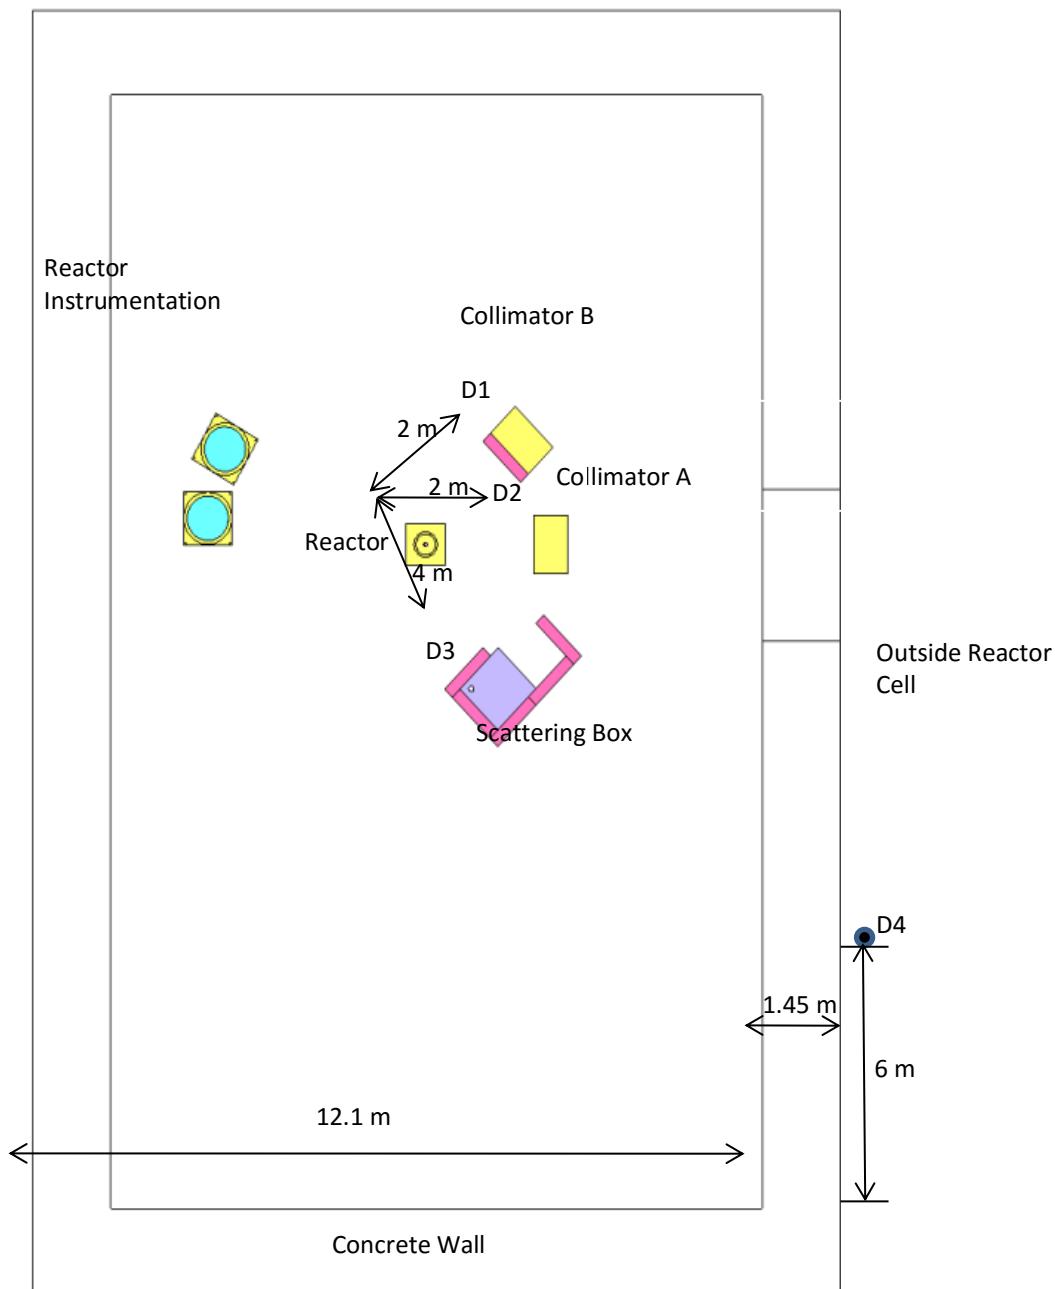 Reactor
Instrumentation
Collimator B
D1
2 m
Collimator A
2 m
D2
Reactor
4 m
D3
Outside Reactor
Cell
Scattering Box
D4
1.45 m
6 m
12.1 m
Concrete Wall